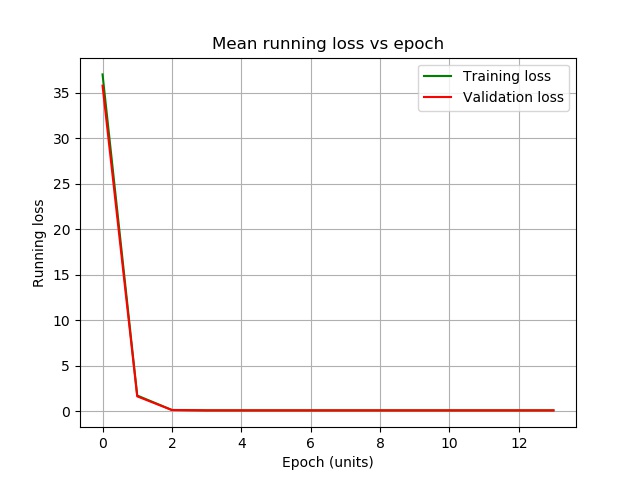 Mean running loss vs epoch
Training loss
Validation loss
35
30
25
20
15
10
5
0
Running loss
0 2 4 6 8 10 12
Epoch (units)